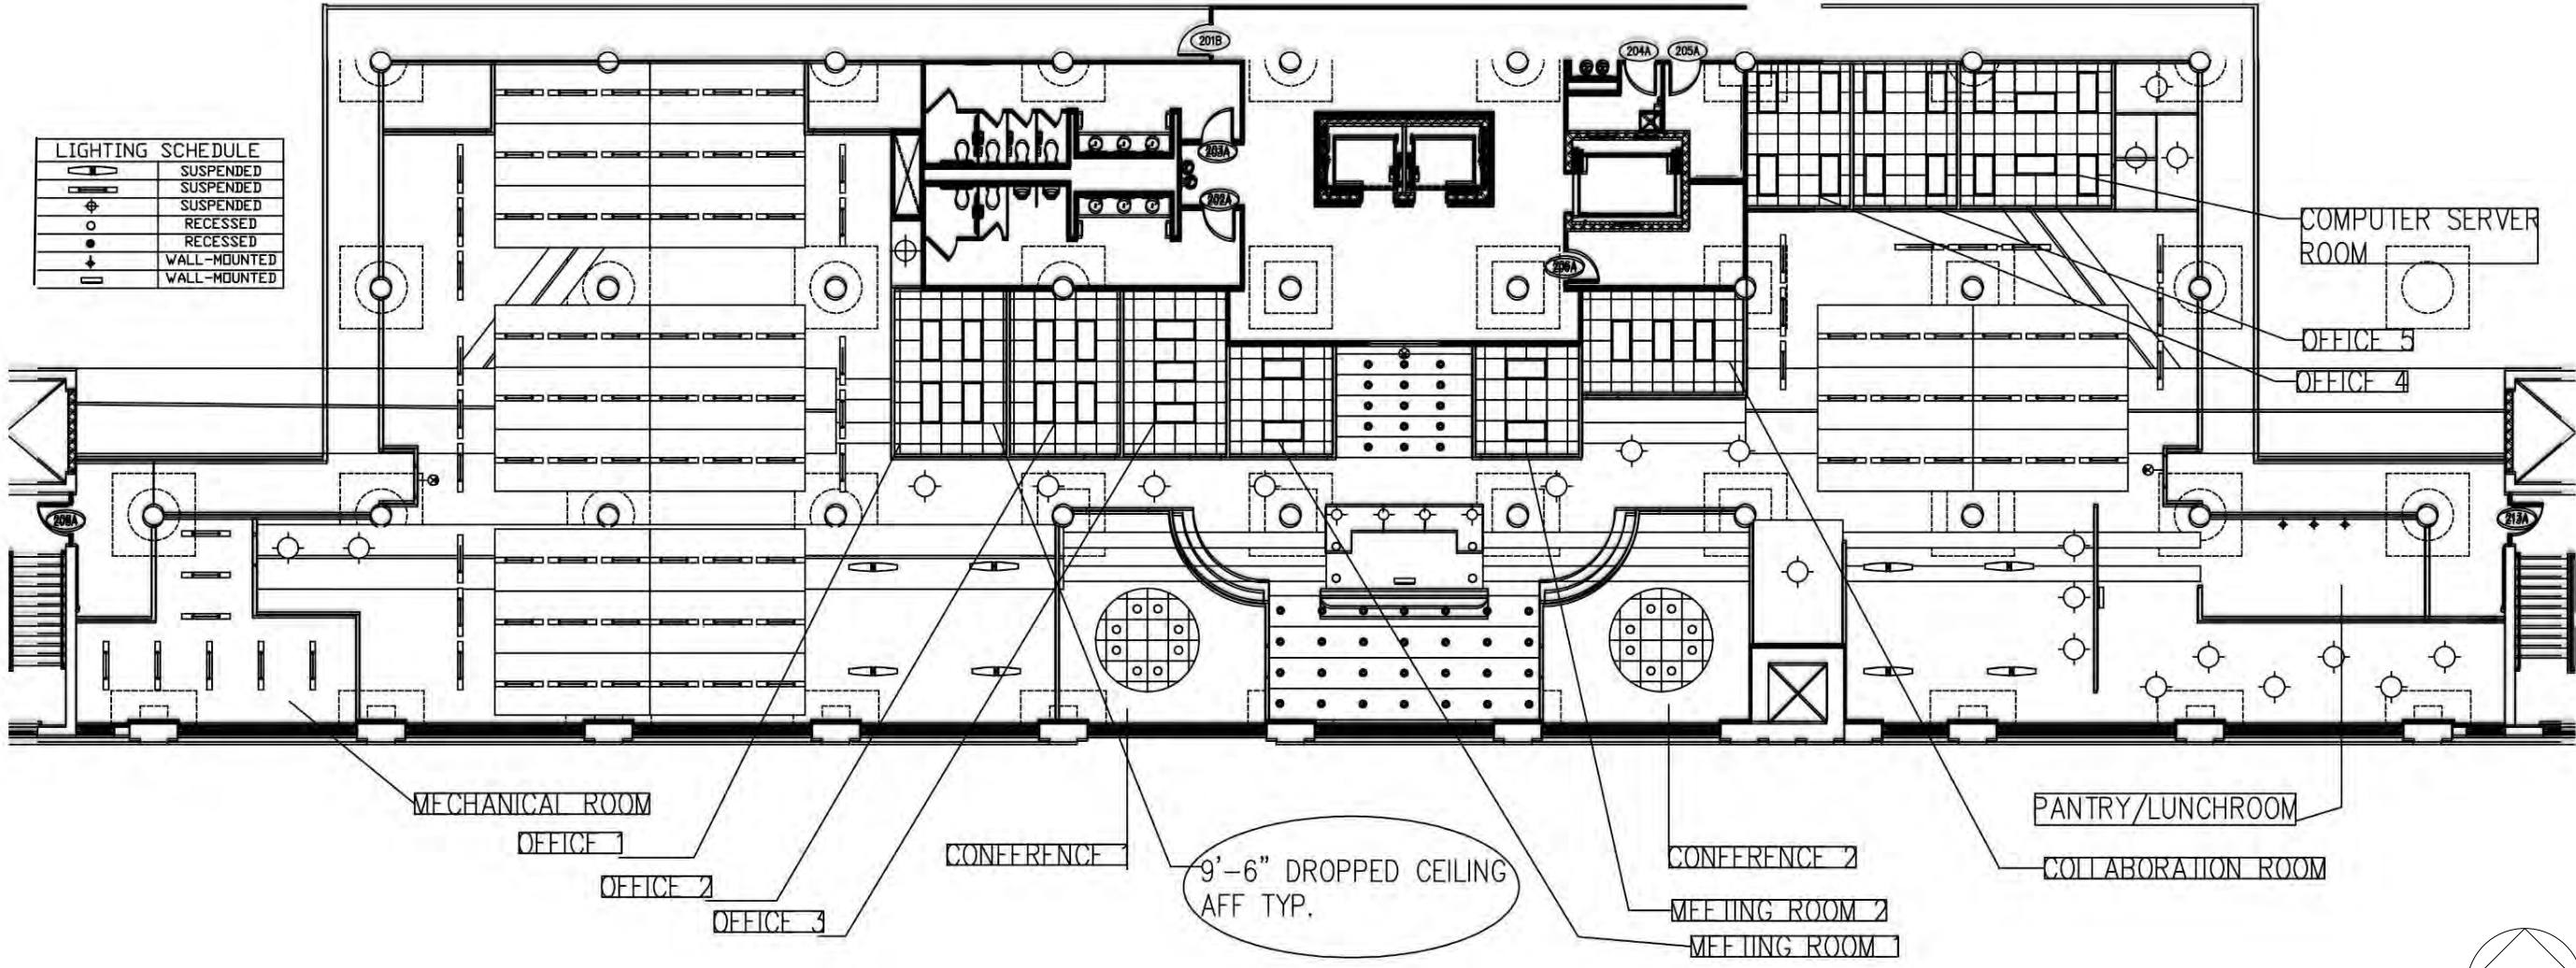 201B
204A
205A
LIGHTING SCHEDULE
SUSPENDED
SUSPENDED
SUSPENDED
RECESSED
RECESSED
WALL-MOUNTED
WALL-MOUNTED
203A
202A
206A
COMPUTER SERVER
ROOM
OFFICE 5
OFFICE 4
208A
213A
MECHANICAL ROOM
OFFICE 1
OFFICE 2
OFFICE 3
CONFERENCE 1
9'-6" DROPPED CEILING
AFF TYP.
CONFERENCE 2
MEETING ROOM 2
MEETING ROOM 1
PANTRY/LUNCHROOM
COLLABORATION ROOM